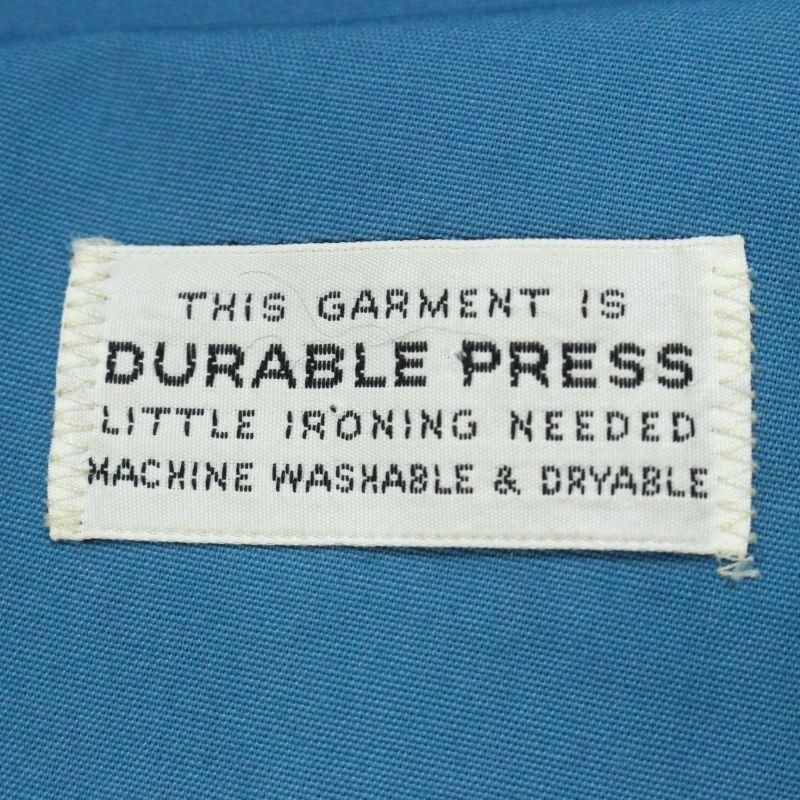 THIS GARMENT IS
DURABLE PRESS
LITTLE IRONING NEEDED
MACHINE WASHABLE & DRYABLE